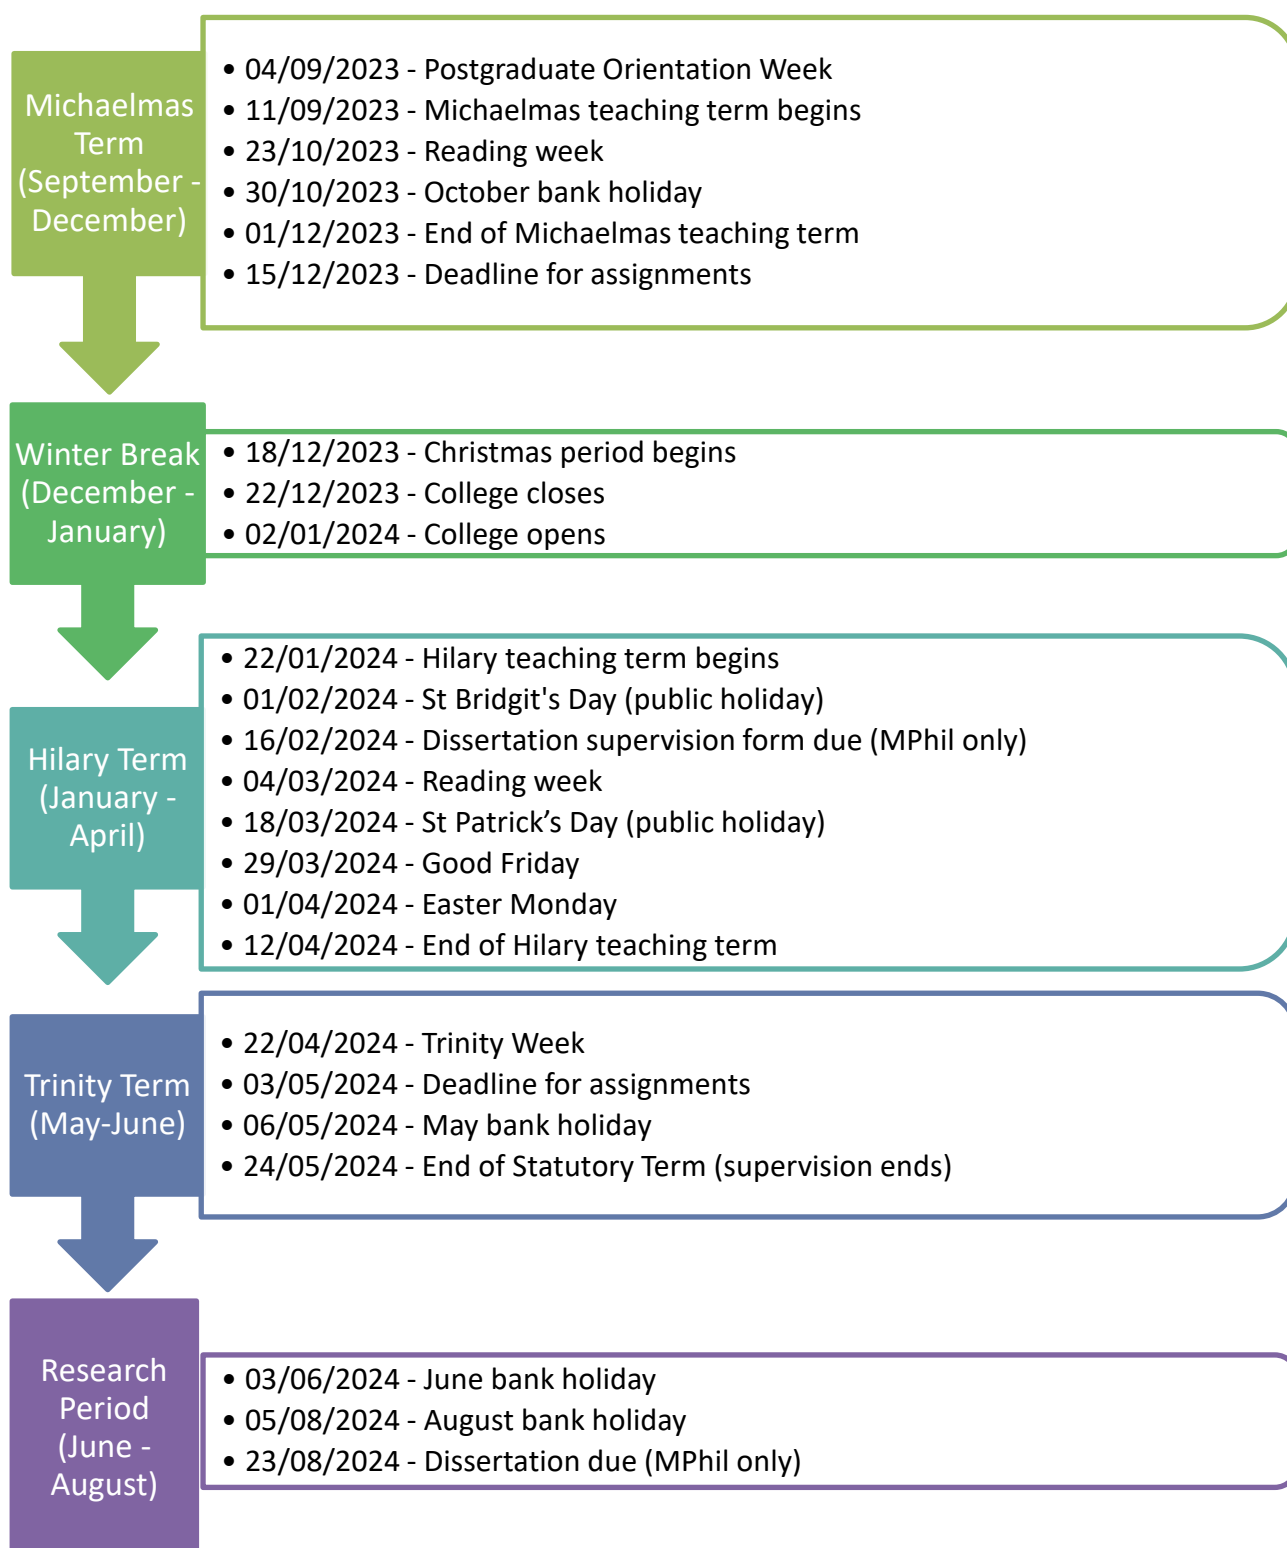 Michaelmas
Term
(September -
December)
• 04/09/2023 - Postgraduate Orientation Week
• 11/09/2023 - Michaelmas teaching term begins
• 23/10/2023 - Reading week
• 30/10/2023 - October bank holiday
• 01/12/2023 - End of Michaelmas teaching term
• 15/12/2023 - Deadline for assignments
Winter Break
(December -
January)
• 18/12/2023 - Christmas period begins
• 22/12/2023 - College closes
• 02/01/2024 - College opens
Hilary Term
(January -
April)
• 22/01/2024 - Hilary teaching term begins
• 01/02/2024 - St Bridgit's Day (public holiday)
• 16/02/2024 - Dissertation supervision form due (MPhil only)
• 04/03/2024 - Reading week
• 18/03/2024 - St Patrick’s Day (public holiday)
• 29/03/2024 - Good Friday
• 01/04/2024 - Easter Monday
• 12/04/2024 - End of Hilary teaching term
Trinity Term
(May-June)
• 22/04/2024 - Trinity Week
• 03/05/2024 - Deadline for assignments
• 06/05/2024 - May bank holiday
• 24/05/2024 - End of Statutory Term (supervision ends)
Research
Period
(June -
August)
• 03/06/2024 - June bank holiday
• 05/08/2024 - August bank holiday
• 23/08/2024 - Dissertation due (MPhil only)